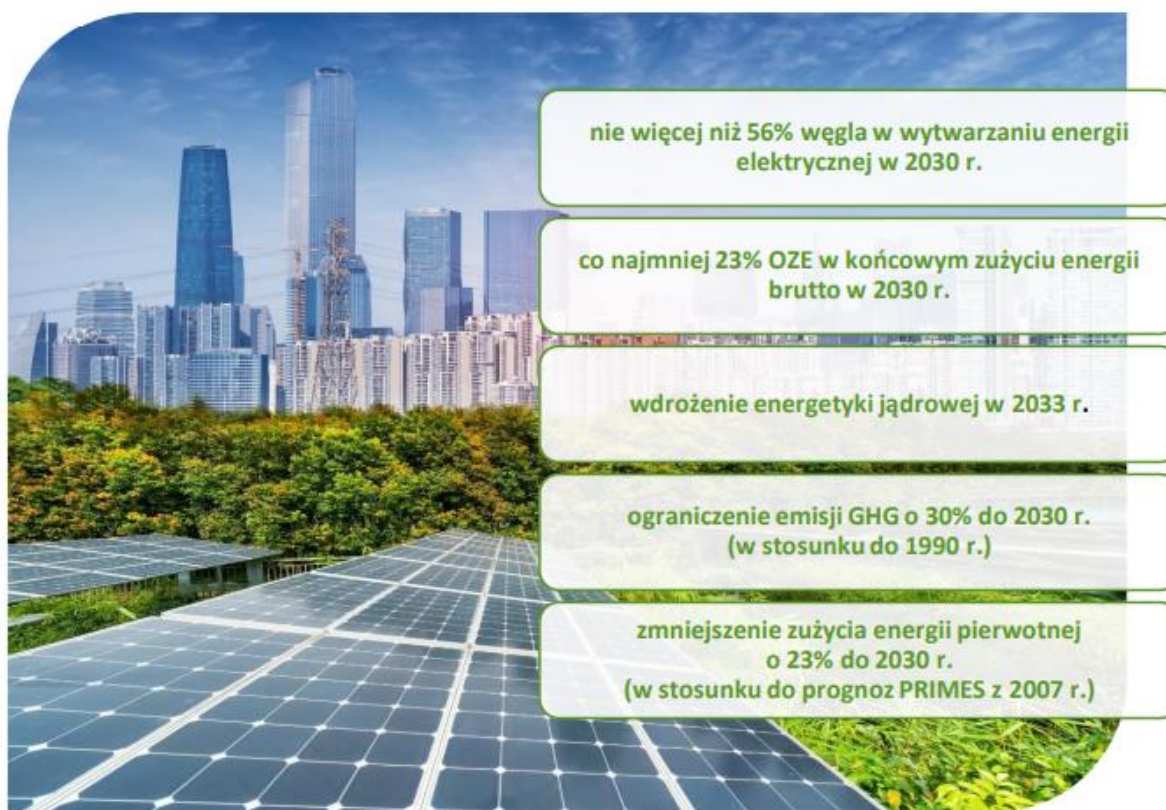 nie więcej niż 56% węgla w wytwarzaniu energii
elektrycznej w 2030 r.
co najmniej 23% OZE w końcowym zużyciu energii
brutto w 2030 r.
wdrożenie energetyki jądrowej w 2033 r.
ograniczenie emisji GHG o 30% do 2030 r.
(w stosunku do 1990 r.)
zmniejszenie zużycia energii pierwotnej
o 23% do 2030 r.
(w stosunku do prognoz PRIMES z 2007 r.)